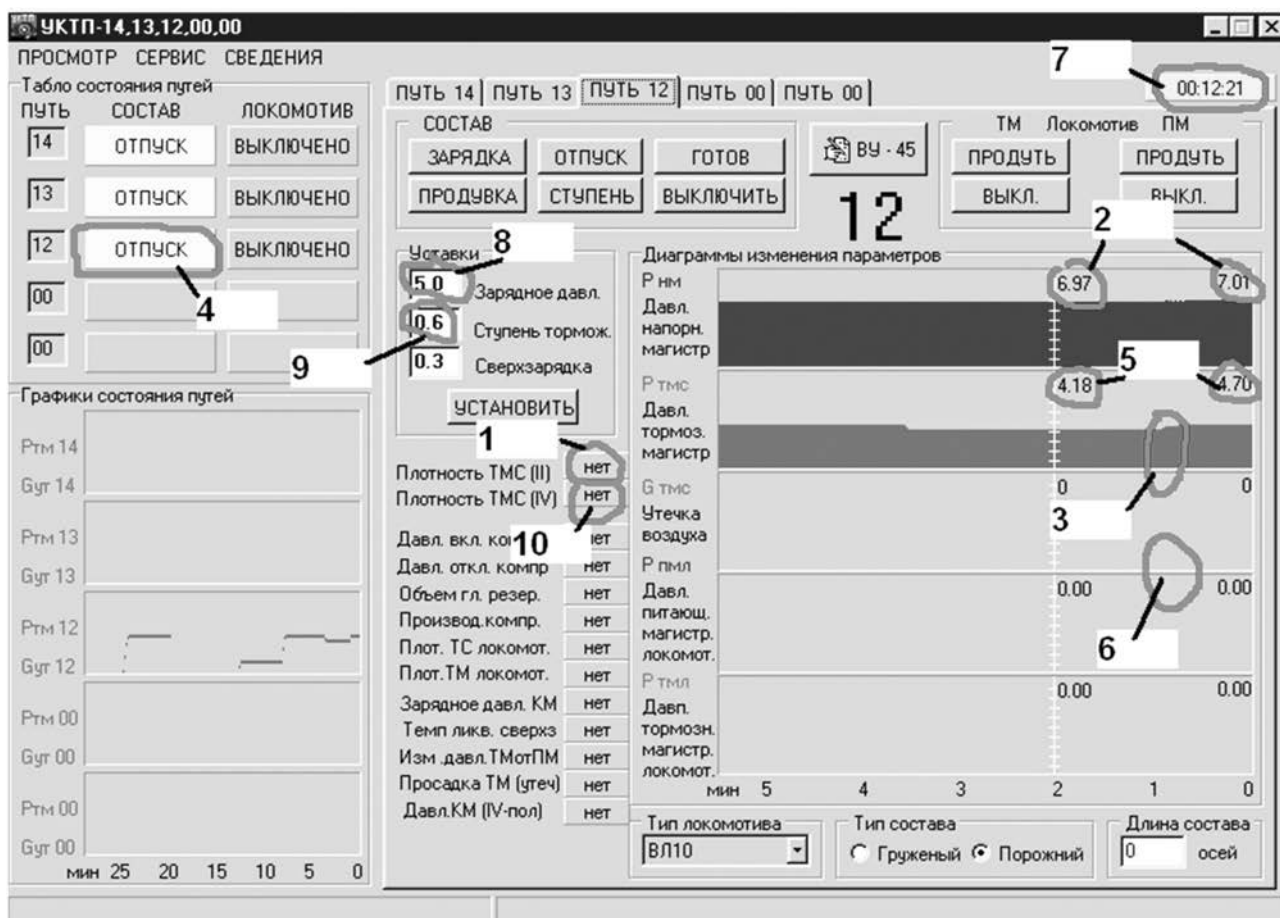 УКТП-14,13,12,00,00
ПРОСМОТР СЕРВИС СВЕДЕНИЯ
7
00:12:21
Табло состояния путей
ПУТЬ СОСТАВ ЛОКОМОТИВ
14 ОТПУСК ВЫКЛЮЧЕНО
13 ОТПУСК ВЫКЛЮЧЕНО
12 ОТПУСК ВЫКЛЮЧЕНО
00
4
00
Графики состояния путей
Pтм 14
Gут 14
Pтм 13
Gут 13
Pтм 12
Gут 12
Pтм 00
Gут 00
Pтм 00
Gут 00
мин 25 20 15 10 5 0
ПУТЬ 14 ПУТЬ 13 ПУТЬ 12 ПУТЬ 00 ПУТЬ 00
СОСТАВ
ЗАРЯДКА ОТПУСК ГОТОВ
ПРОДУВКА СТУПЕНЬ ВЫКЛЮЧИТЬ
ВУ - 45
12
ТМ Локомотив ПМ
ПРОДУТЬ ПРОДУТЬ
ВЫКЛ. ВЫКЛ.
Уставки
8
5.0 Зарядное давл.
0.6 Ступень тормож.
9
0.3 Сверхзарядка
УСТАНОВИТЬ
1
Плотность ТМС (II) нет
Плотность ТМС (IV) нет
10
Давл. вкл. нет
Давл. откл. компр нет
Объем гл. резер. нет
Производ.компр. нет
Плот. ТС локомот. нет
Плот.ТМ локомот. нет
Зарядное давл. КМ нет
Темп ликв. сверхз нет
Изм .давл.ТМотПМ нет
Просадка ТМ (утеч) нет
Давл.КМ (IV-пол) нет
Диаграммы изменения параметров
2
P нм 6.97 7.01
Давл.
напорн.
магистр
5
P тмс 4.18 4.70
Давл.
тормоз.
магистр
G тмс 0 0
3
Утечка
воздуха
P пмл 0.00 0.00
Давл.
питающ.
магистр.
локомот.
6
P тмл 0.00 0.00
Давл.
тормозн.
магистр.
локомот.
мин 5 4 3 2 1 0
Тип локомотива
ВЛ10
Тип состава
Груженый Порожний
Длина состава
0 осей